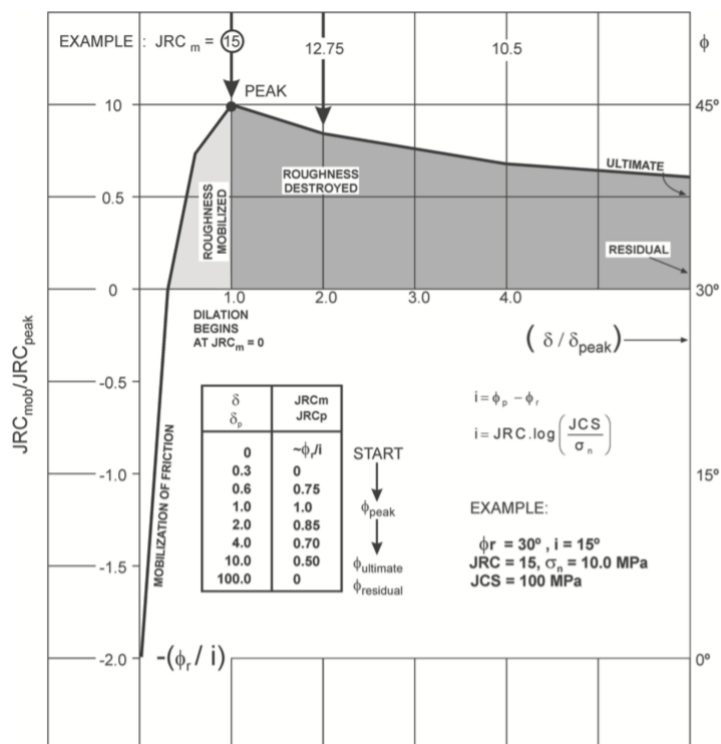 EXAMPLE : JRC m = 15
12.75
10.5
ϕ
PEAK
10
45º
ROUGHNESS
MOBILIZED
ROUGHNESS
DESTROYED
ULTIMATE
0.5
RESIDUAL
0
30º
1.0
2.0
3.0
4.0
DILATION
BEGINS
AT JRCm = 0
( δ / δpeak )
JRCmob/JRCpeak
-0.5
-1.0
-1.5
-2.0
15º
0º
MOBILIZATION OF FRICTION
-(ϕr / i)
δ JRCm
δp JRCp
0 ~ϕr/i
0.3 0
0.6 0.75
1.0 1.0
2.0 0.85
4.0 0.70
10.0 0.50
100.0 0
START
ϕpeak
ϕultimate
ϕresidual
i = ϕp − ϕr
i = JRC.log(JCS/σn)
EXAMPLE:
ϕr = 30º , i = 15º
JRC = 15, σn = 10.0 MPa
JCS = 100 MPa